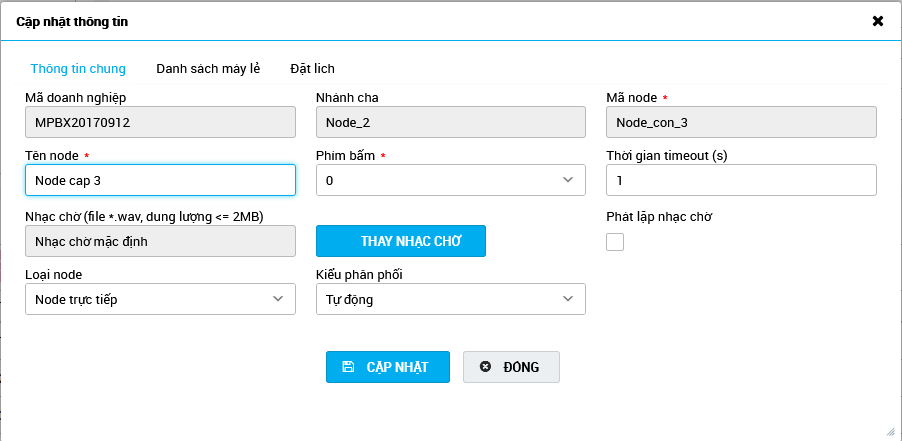 Cập nhật thông tin
Thông tin chung Danh sách máy lẻ Đặt lich
Mã doanh nghiệp Nhánh cha Mã node *
MPBX20170912 Node_2 Node_con_3
Tên node * Phím bấm * Thời gian timeout (s)
Node cap 3 0 1
Nhạc chờ (file *.wav, dung lượng <= 2MB) Phát lặp nhạc chờ
Nhạc chờ mặc định THAY NHẠC CHỜ
Loại node Kiểu phân phối
Node trực tiếp Tự động
CẬP NHẬT ĐÓNG